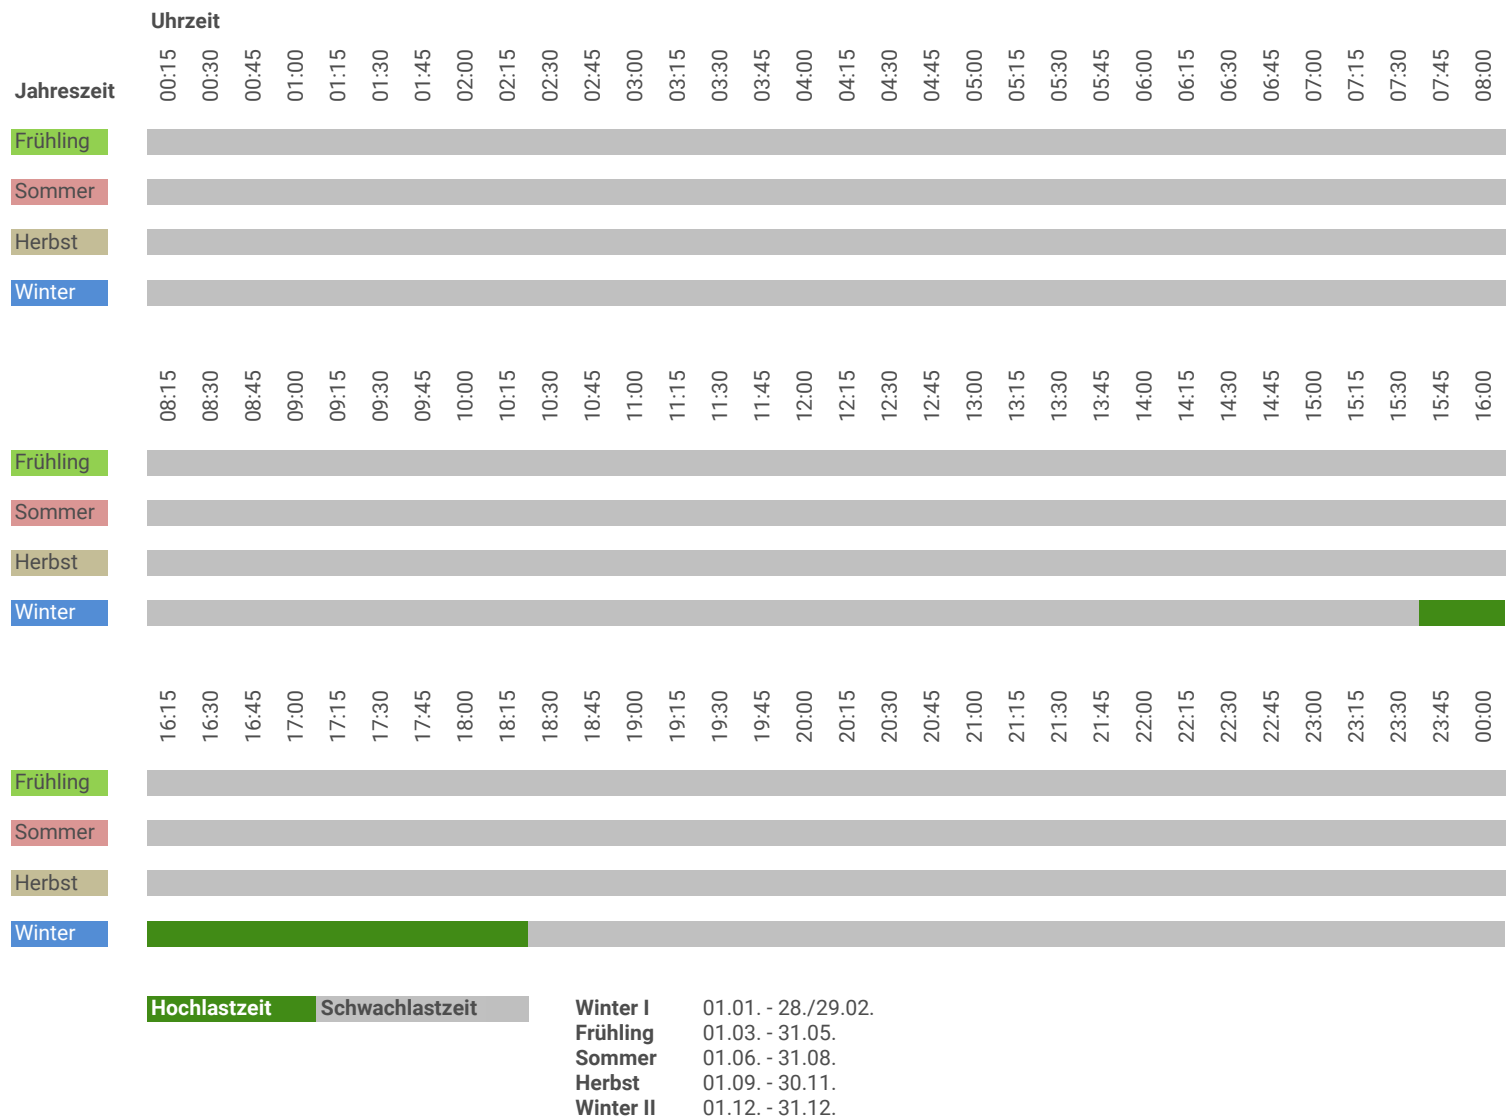 Uhrzeit
Jahreszeit 00:15 00:30 00:45 01:00 01:15 01:30 01:45 02:00 02:15 02:30 02:45 03:00 03:15 03:30 03:45 04:00 04:15 04:30 04:45 05:00 05:15 05:30 05:45 06:00 06:15 06:30 06:45 07:00 07:15 07:30 07:45 08:00
Frühling
Sommer
Herbst
Winter
08:15 08:30 08:45 09:00 09:15 09:30 09:45 10:00 10:15 10:30 10:45 11:00 11:15 11:30 11:45 12:00 12:15 12:30 12:45 13:00 13:15 13:30 13:45 14:00 14:15 14:30 14:45 15:00 15:15 15:30 15:45 16:00
Frühling
Sommer
Herbst
Winter
16:15 16:30 16:45 17:00 17:15 17:30 17:45 18:00 18:15 18:30 18:45 19:00 19:15 19:30 19:45 20:00 20:15 20:30 20:45 21:00 21:15 21:30 21:45 22:00 22:15 22:30 22:45 23:00 23:15 23:30 23:45 00:00
Frühling
Sommer
Herbst
Winter
Hochlastzeit Schwachlastzeit Winter I 01.01. - 28./29.02.
Frühling 01.03. - 31.05.
Sommer 01.06. - 31.08.
Herbst 01.09. - 30.11.
Winter II 01.12. - 31.12.